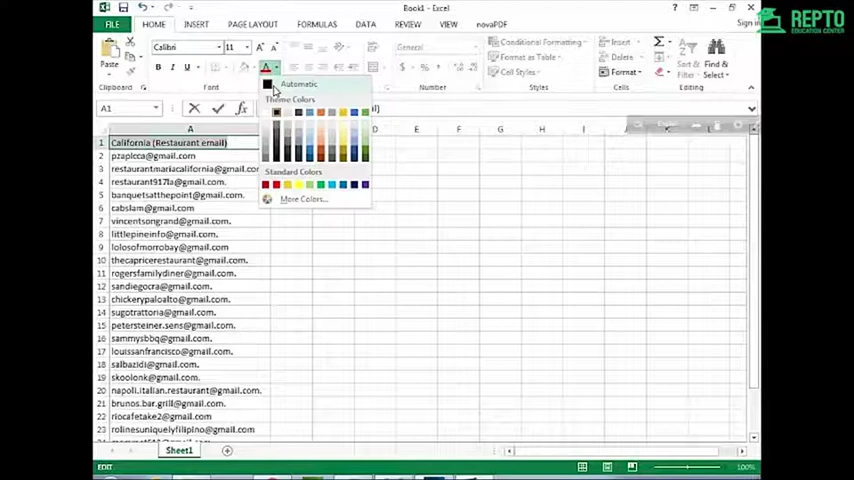 Book1 - Excel
Sign in
REPTO
EDUCATION CENTER
FILE HOME INSERT PAGE LAYOUT FORMULAS DATA REVIEW VIEW novaPDF
Calibri 11 General
Conditional Formatting
Format as Table
Cell Styles
Insert
Delete
Format
Sort & Find &
Filter Select
Paste
B I U
Clipboard Font Number Cells Editing
Automatic
Theme Colors
Standard Colors
More Colors...
A1
A D E F G H I J K L
1 California (Restaurant email)
2 pzaplcca@gmail.com
3 restaurantmariacalifornia@gmail.co
4 restaurant917la@gmail.com.
5 banquetsatthepoint@gmail.com.
6 cabslam@gmail.com
7 vincentsongrand@gmail.com.
8 littlepineinfo@gmail.com.
9 lolosofmorrobay@gmail.com
10 thecapricerestaurant@gmail.com.
11 rogersfamilydiner@gmail.com.
12 sandiegocra@gmail.com.
13 chickerypaloalto@gmail.com.
14 sugotrattoria@gmail.com
15 petersteiner.sens@gmail.com.
16 sammysbbq@gmail.com.
17 louissanfrancisco@gmail.com.
18 salbazidi@gmail.com.
19 skoolonk@gmail.com.
20 napoli.italian.restaurant@gmail.com.
21 brunos.bar.grill@gmail.com.
22 riocafetake2@gmail.com
23 rolinesuniquelyfilipino@gmail.com
Sheet1
EDIT
100%